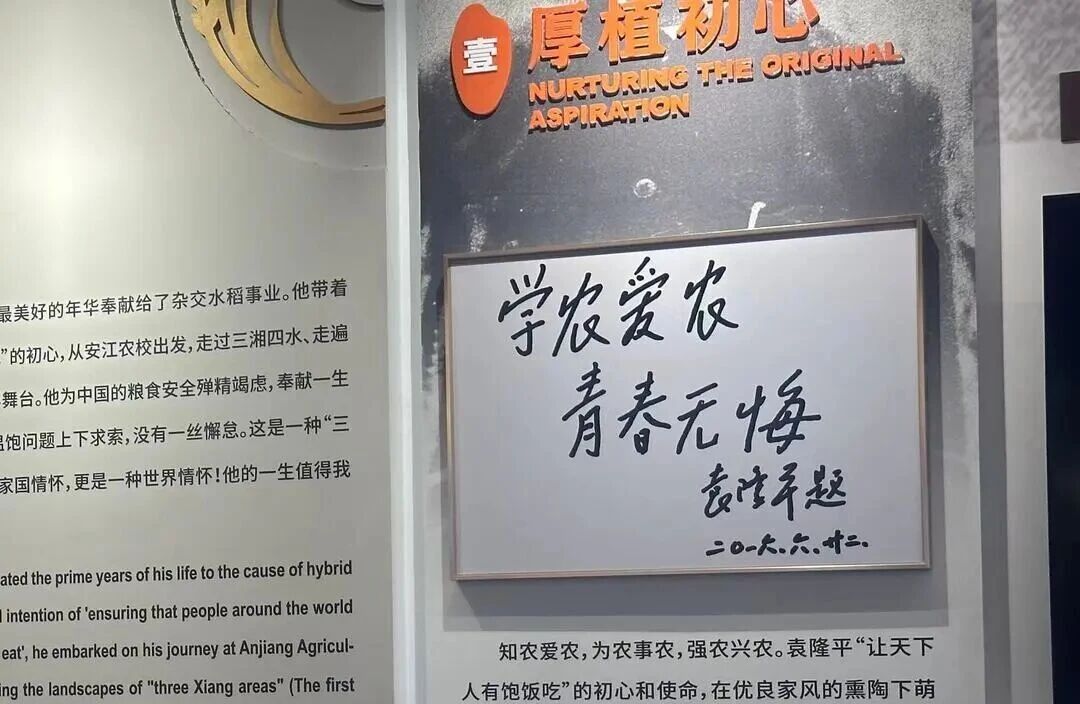 最美好的年华奉献给了杂交水稻事业。他带着
”的初心，从安江农校出发，走过三湘四水、走遍
舞台。他为中国的粮食安全殚精竭虑，奉献一生
饱问题上下求索，没有一丝懈怠。这是一种“三
家国情怀，更是一种世界情怀！他的一生值得我
ated the prime years of his life to the cause of hybrid
intention of 'ensuring that people around the world
eat', he embarked on his journey at Anjiang Agricul-
ing the landscapes of "three Xiang areas" (The first
壹
厚植初心
NURTURING THE ORIGINAL
ASPIRATION
学农爱农
青春无悔
袁隆平题
二〇一六.六.廿二.
知农爱农，为农事农，强农兴农。袁隆平“让天下
人有饱饭吃”的初心和使命，在优良家风的熏陶下萌